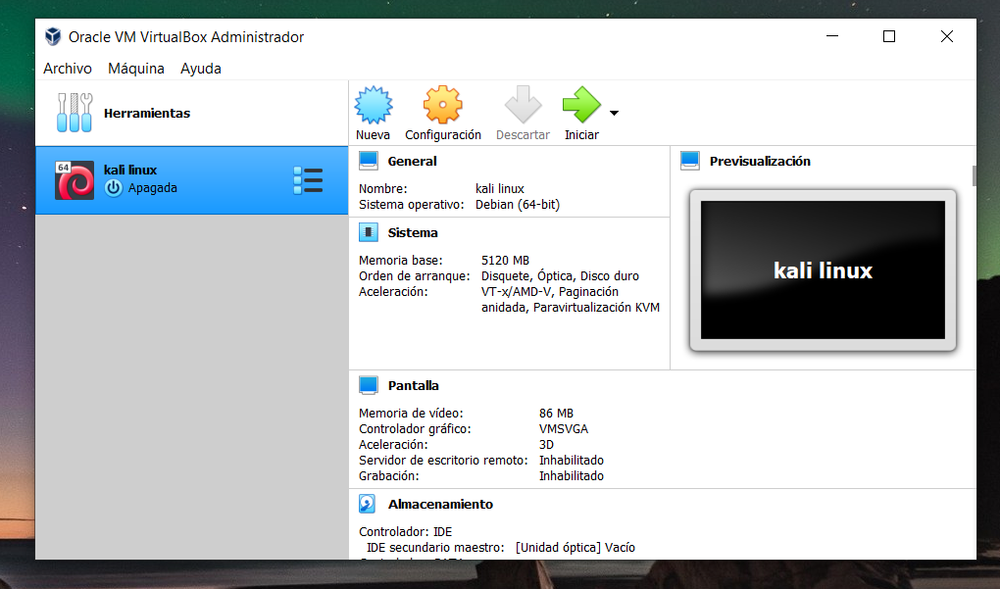 Oracle VM VirtualBox Administrador
Archivo Máquina Ayuda
Herramientas
Nueva Configuración Descartar Iniciar
64
kali linux
Apagada
General
Nombre: kali linux
Sistema operativo: Debian (64-bit)
Previsualización
kali linux
Sistema
Memoria base: 5120 MB
Orden de arranque: Disquete, Óptica, Disco duro
Aceleración: VT-x/AMD-V, Paginación
anidada, Paravirtualización KVM
Pantalla
Memoria de vídeo: 86 MB
Controlador gráfico: VMSVGA
Aceleración: 3D
Servidor de escritorio remoto: Inhabilitado
Grabación: Inhabilitado
Almacenamiento
Controlador: IDE
IDE secundario maestro: [Unidad óptica] Vacío